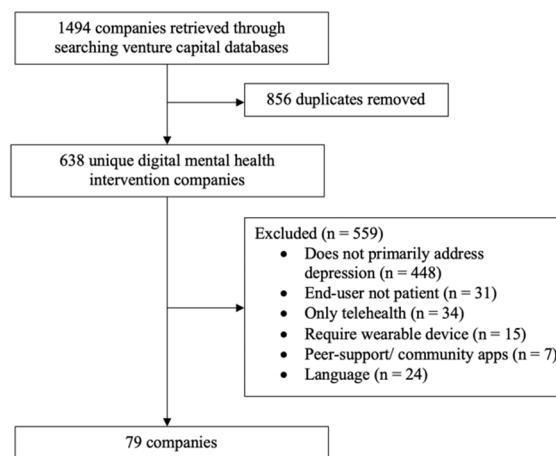 1494 companies retrieved through
searching venture capital databases
856 duplicates removed
638 unique digital mental health
intervention companies
Excluded (n = 559)
• Does not primarily address
depression (n = 448)
• End-user not patient (n = 31)
• Only telehealth (n = 34)
• Require wearable device (n = 15)
• Peer-support/ community apps (n = 7)
• Language (n = 24)
79 companies